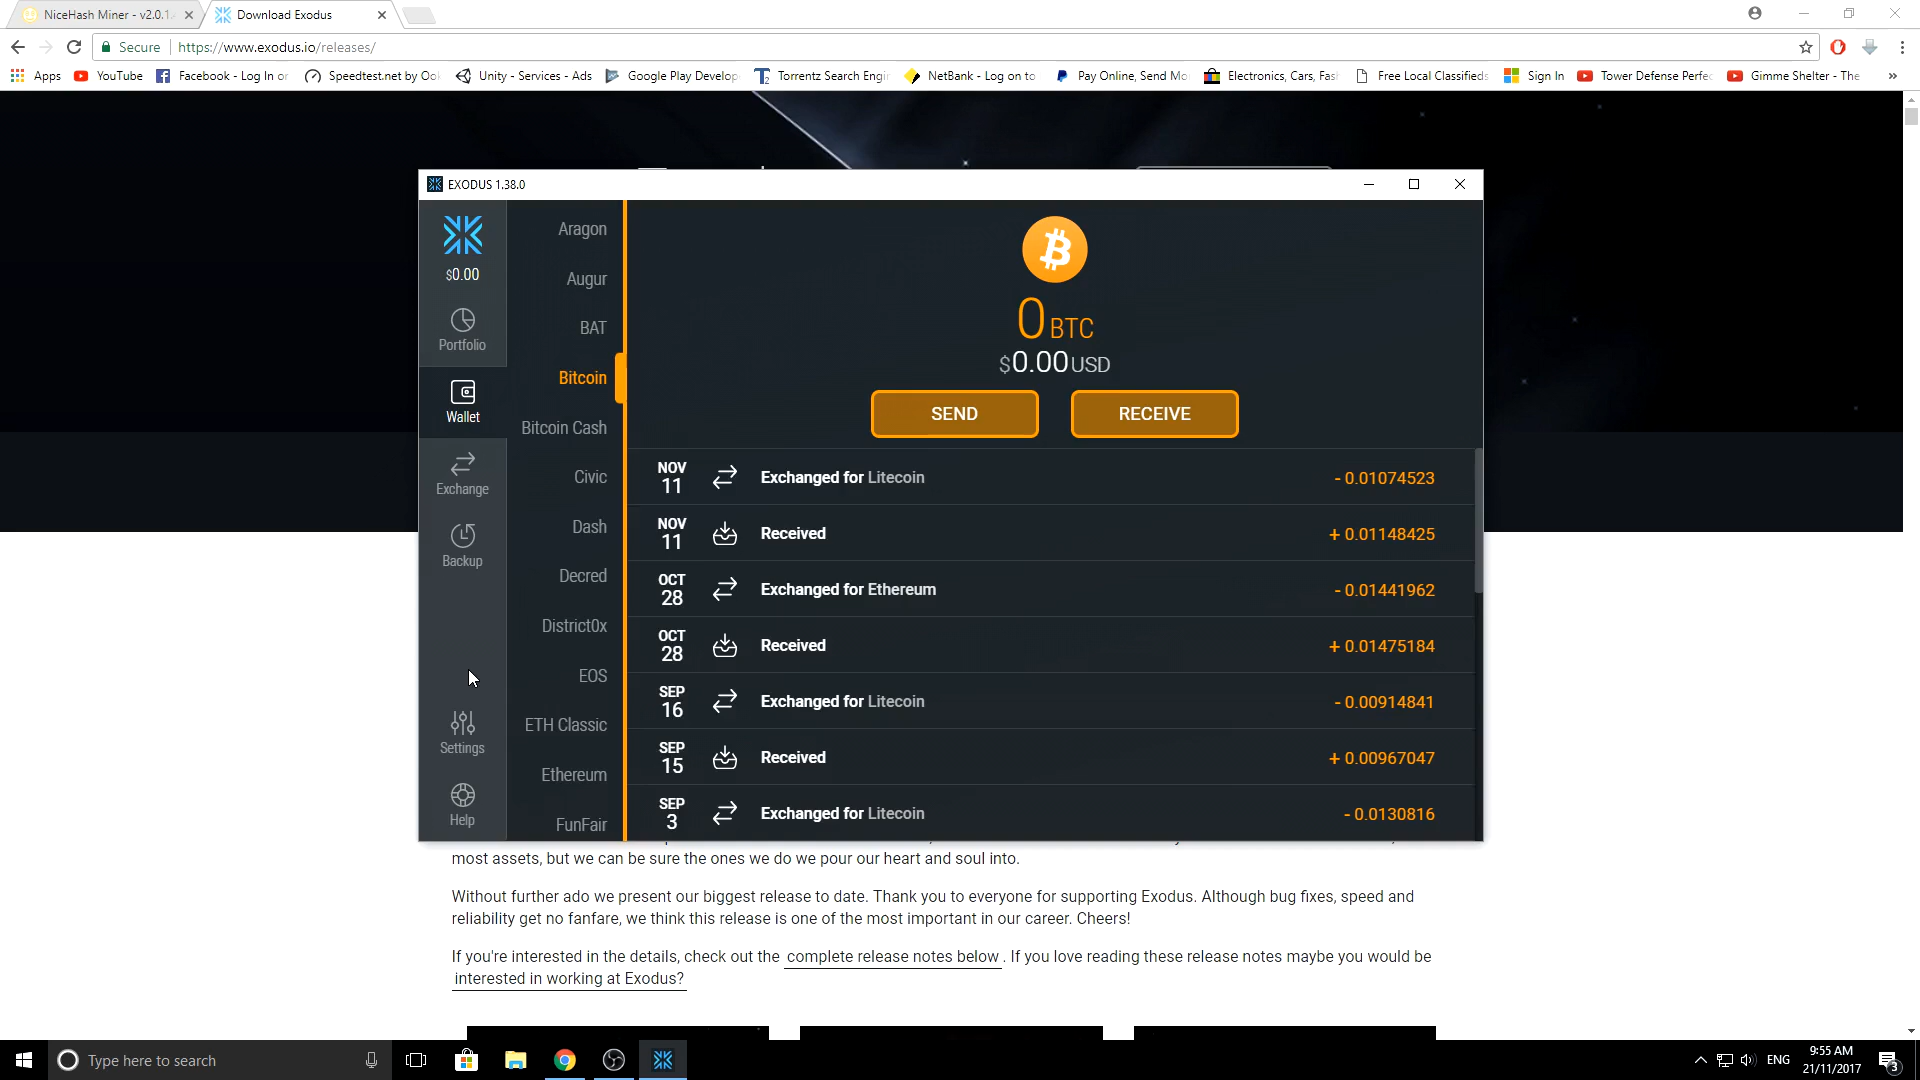 NiceHash Miner - v2.0.1.
Download Exodus
Secure
https://www.exodus.io/releases/
Apps
YouTube
Facebook - Log In or
Speedtest.net by Ook
Unity - Services - Ads
Google Play Develop
Torrentz Search Engin
NetBank - Log on to
Pay Online, Send Mo
Electronics, Cars, Fash
Free Local Classifieds
Sign In
Tower Defense Perfec
Gimme Shelter - The
»
EXODUS 1.38.0
$0.00
Portfolio
Wallet
Exchange
Backup
Settings
Help
Aragon
Augur
BAT
Bitcoin
Bitcoin Cash
Civic
Dash
Decred
District0x
EOS
ETH Classic
Ethereum
FunFair
0 BTC
$0.00 USD
SEND
RECEIVE
NOV 11 Exchanged for Litecoin - 0.01074523
NOV 11 Received + 0.01148425
OCT 28 Exchanged for Ethereum - 0.01441962
OCT 28 Received + 0.01475184
SEP 16 Exchanged for Litecoin - 0.00914841
SEP 15 Received + 0.00967047
SEP 3 Exchanged for Litecoin - 0.0130816
most assets, but we can be sure the ones we do we pour our heart and soul into.
Without further ado we present our biggest release to date. Thank you to everyone for supporting Exodus. Although bug fixes, speed and
reliability get no fanfare, we think this release is one of the most important in our career. Cheers!
If you're interested in the details, check out the complete release notes below . If you love reading these release notes maybe you would be
interested in working at Exodus?
Type here to search
ENG
9:55 AM
21/11/2017
3